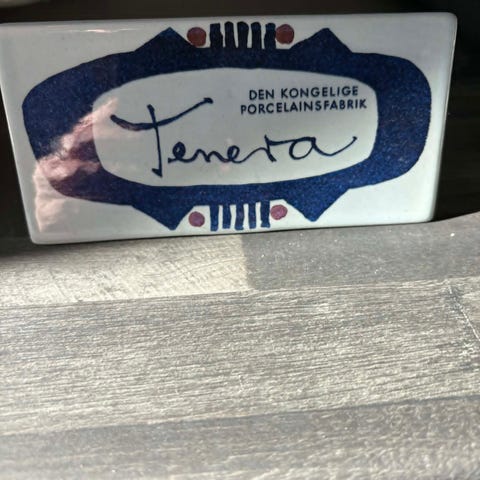 DEN KONGELIGE
PORCELAINSFABRIK
Tenera